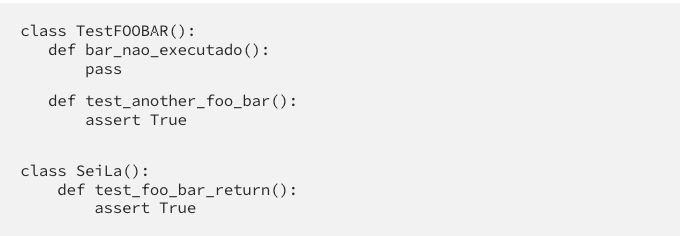 class TestFOOBAR():
   def bar_nao_executado():
       pass
   def test_another_foo_bar():
       assert True
class SeiLa():
    def test_foo_bar_return():
        assert True